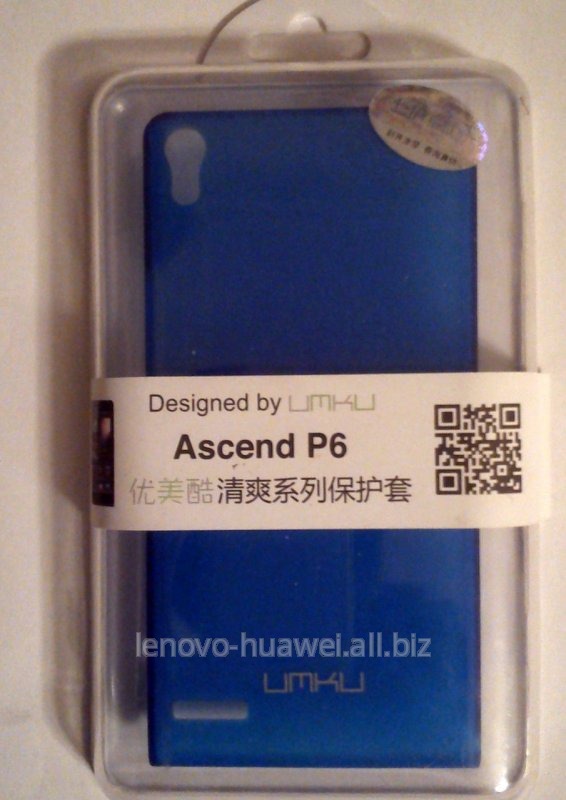 Designed by UMKU
Ascend P6
优美酷清爽系列保护套
lenovo-huawei.all.biz
UMKU